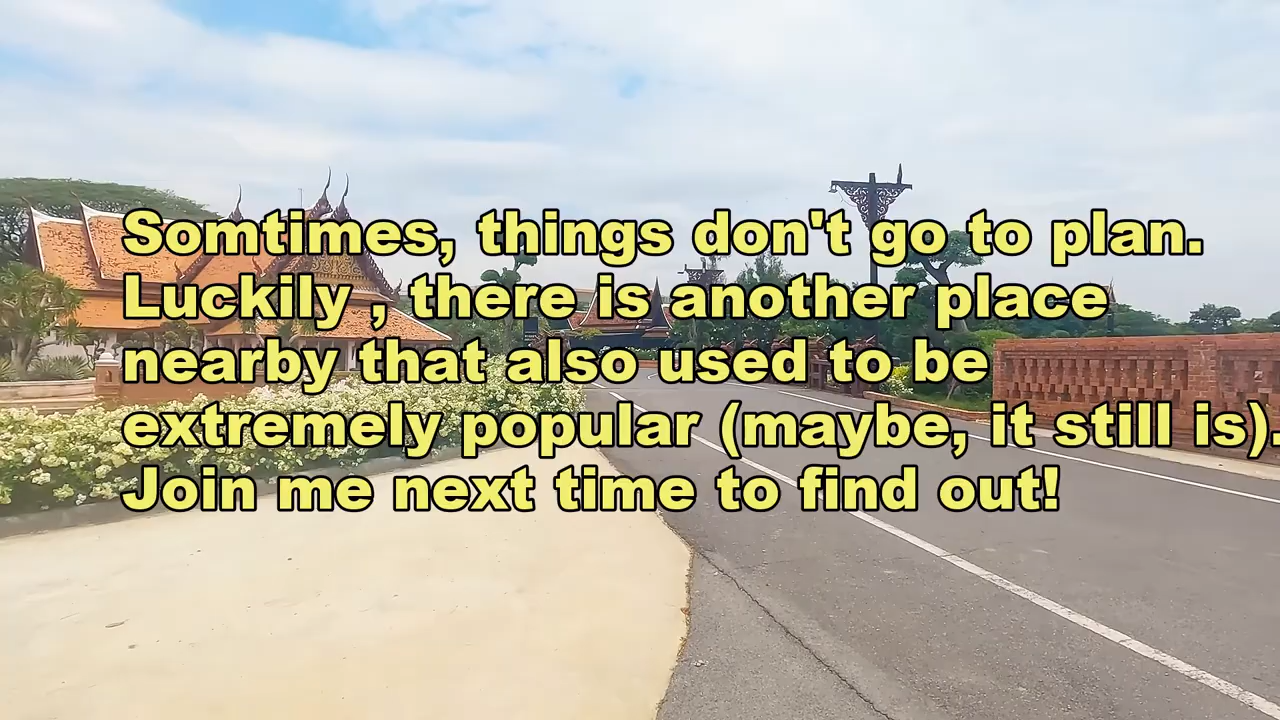 Somtimes, things don't go to plan.
Luckily , there is another place
nearby that also used to be
extremely popular (maybe, it still is).
Join me next time to find out!